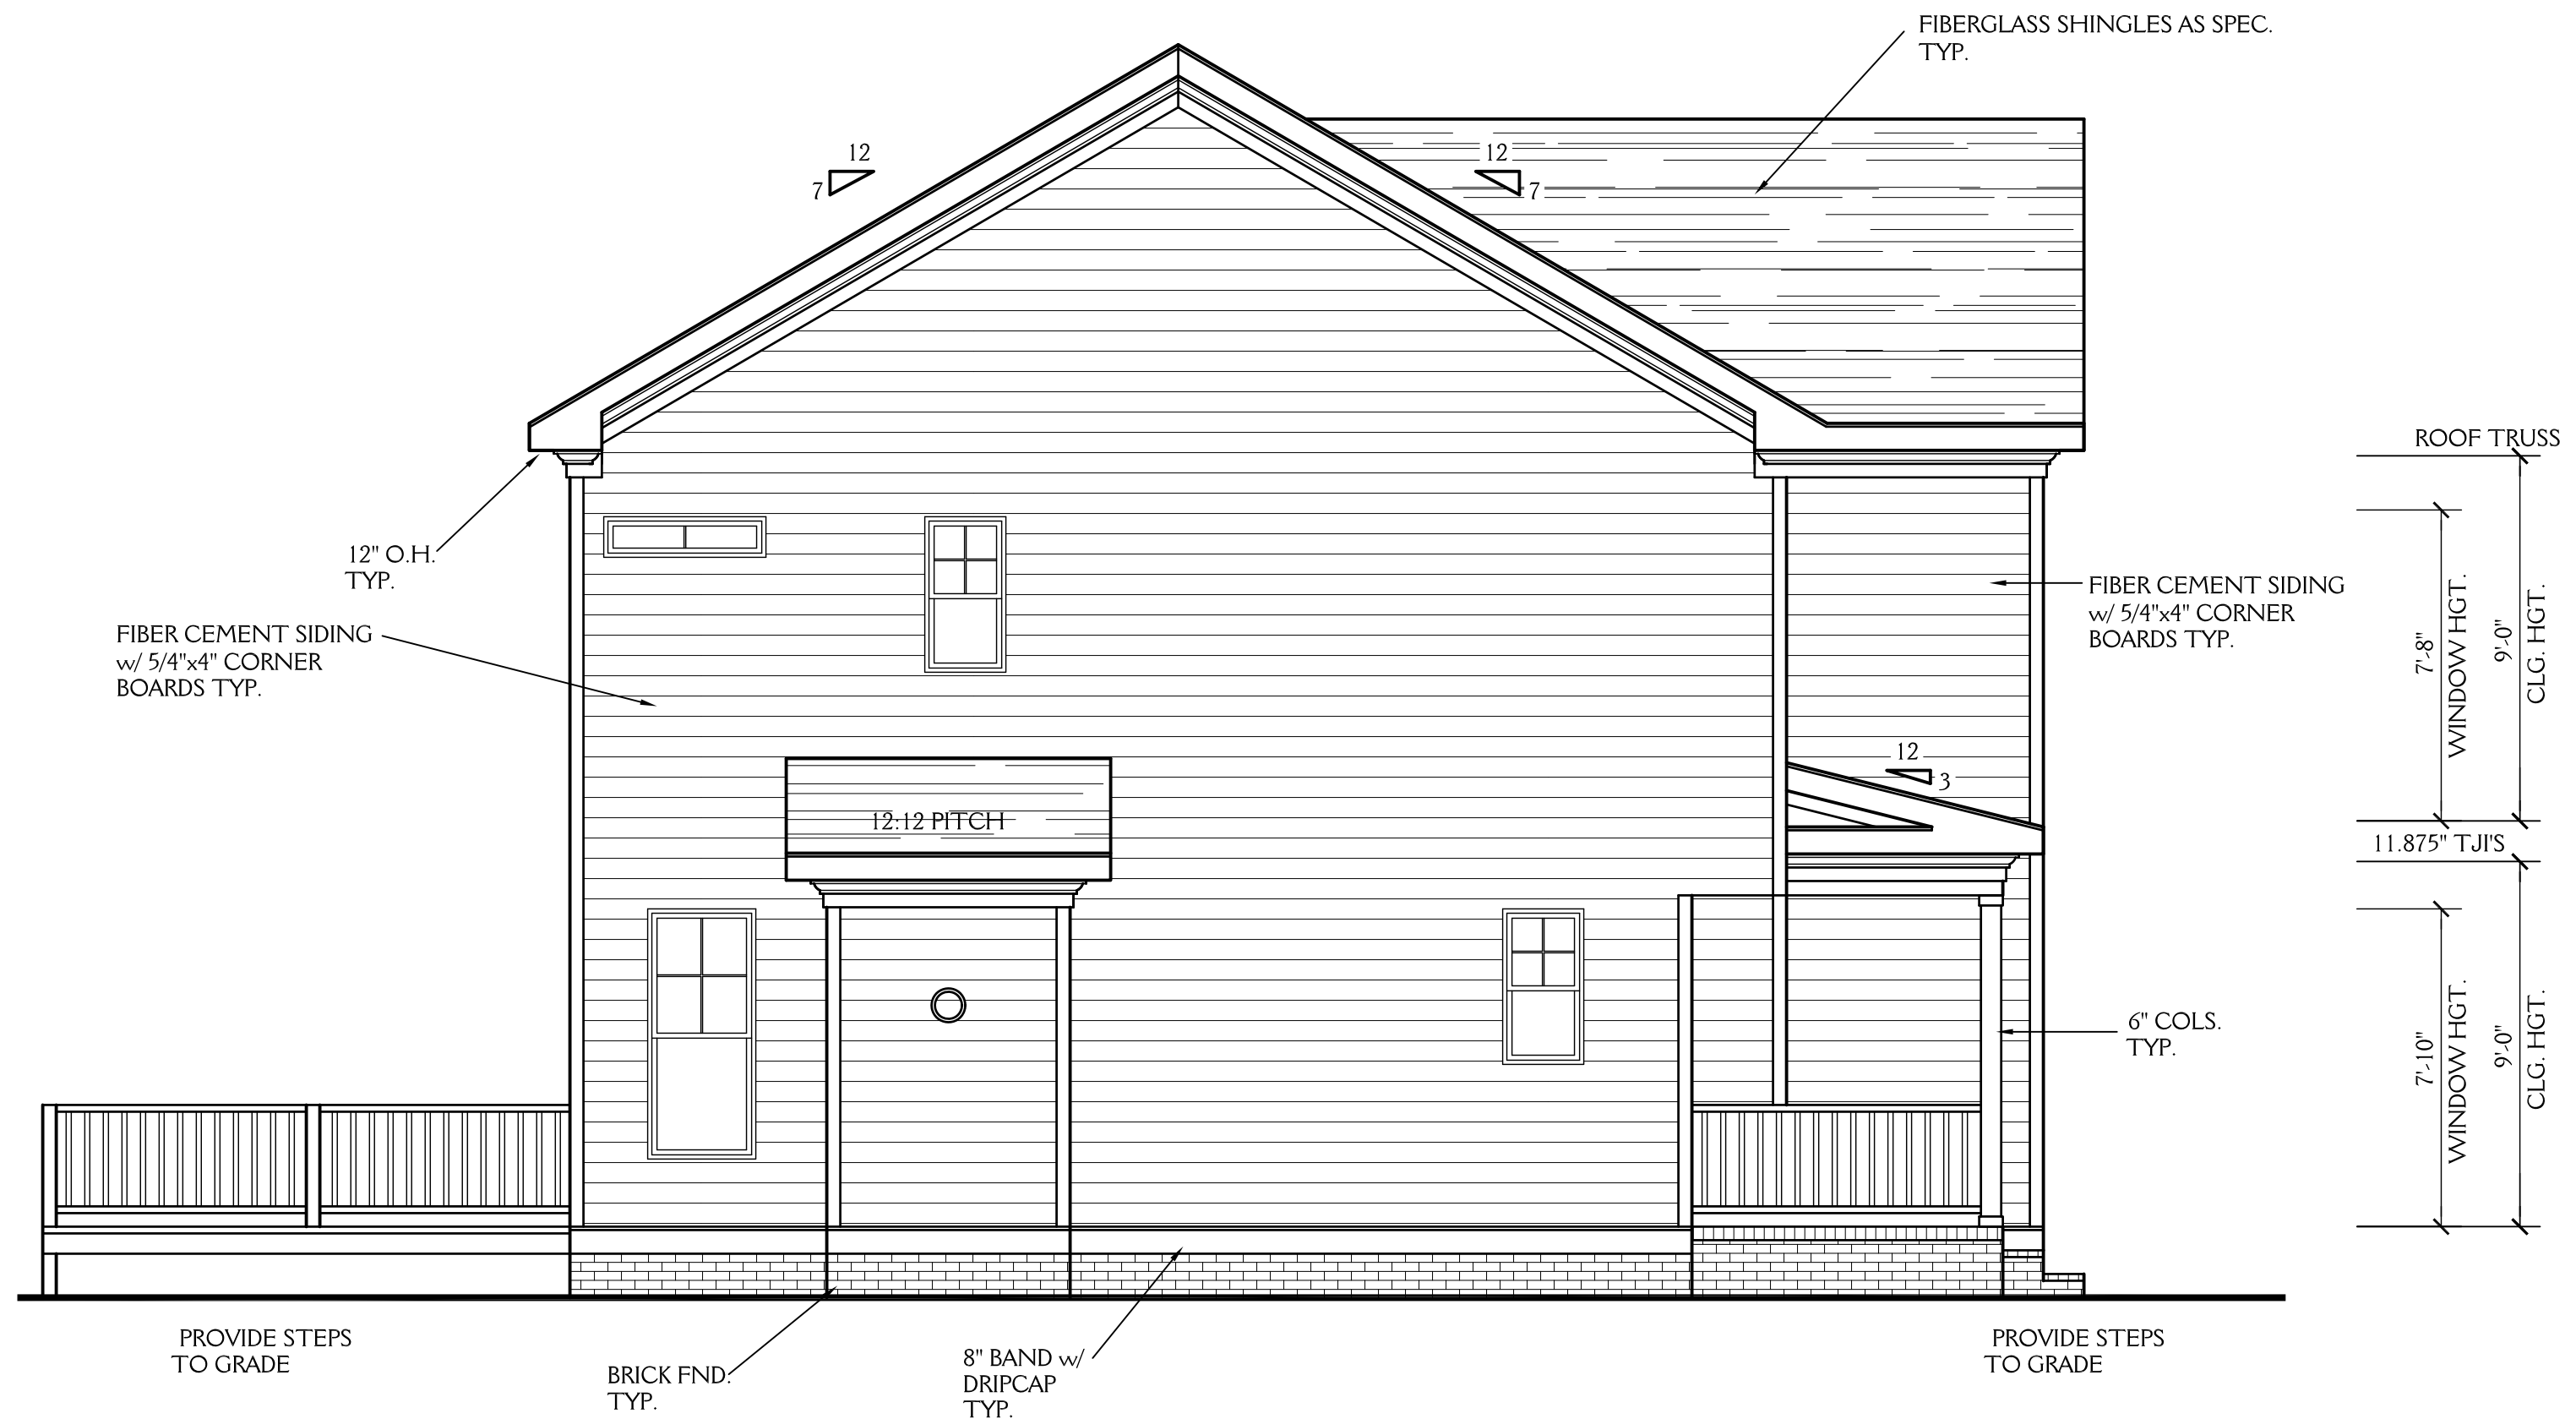 FIBERGLASS SHINGLES AS SPEC.
TYP.
12
7
12
7
ROOF TRUSS
12" O.H.
TYP.
FIBER CEMENT SIDING
w/ 5/4"x4" CORNER
BOARDS TYP.
FIBER CEMENT SIDING
w/ 5/4"x4" CORNER
BOARDS TYP.
7'-8"
WINDOW HGT.
9'-0"
CLG. HGT.
12
3
12:12 PITCH
11.875" TJI'S
6" COLS.
TYP.
7'-10"
WINDOW HGT.
9'-0"
CLG. HGT.
PROVIDE STEPS
TO GRADE
BRICK FND.
TYP.
8" BAND w/
DRIPCAP
TYP.
PROVIDE STEPS
TO GRADE